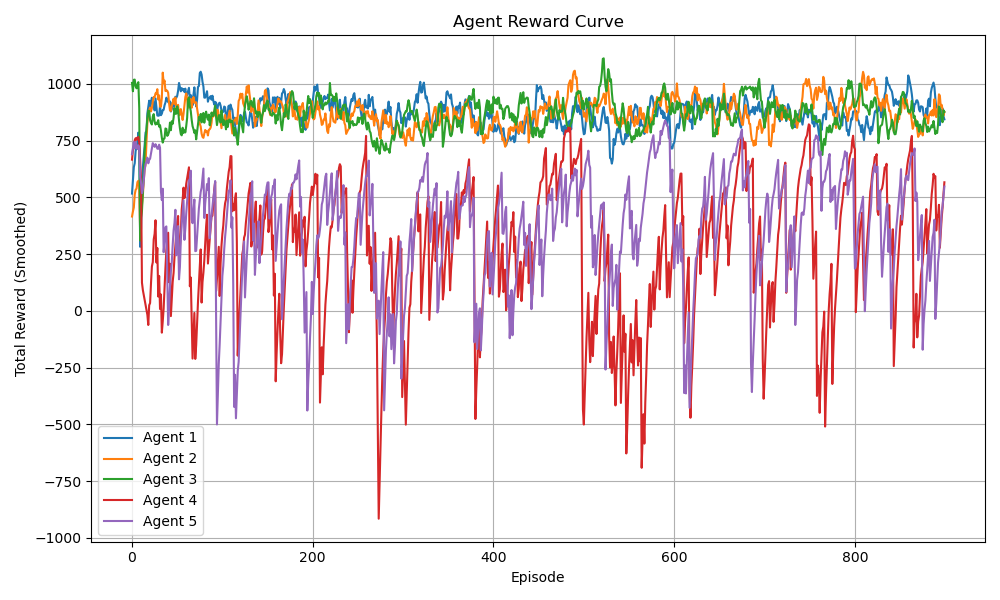 Agent Reward Curve
Total Reward (Smoothed)
1000
750
500
250
0
−250
−500
−750
−1000
Agent 1
Agent 2
Agent 3
Agent 4
Agent 5
0 200 400 600 800
Episode